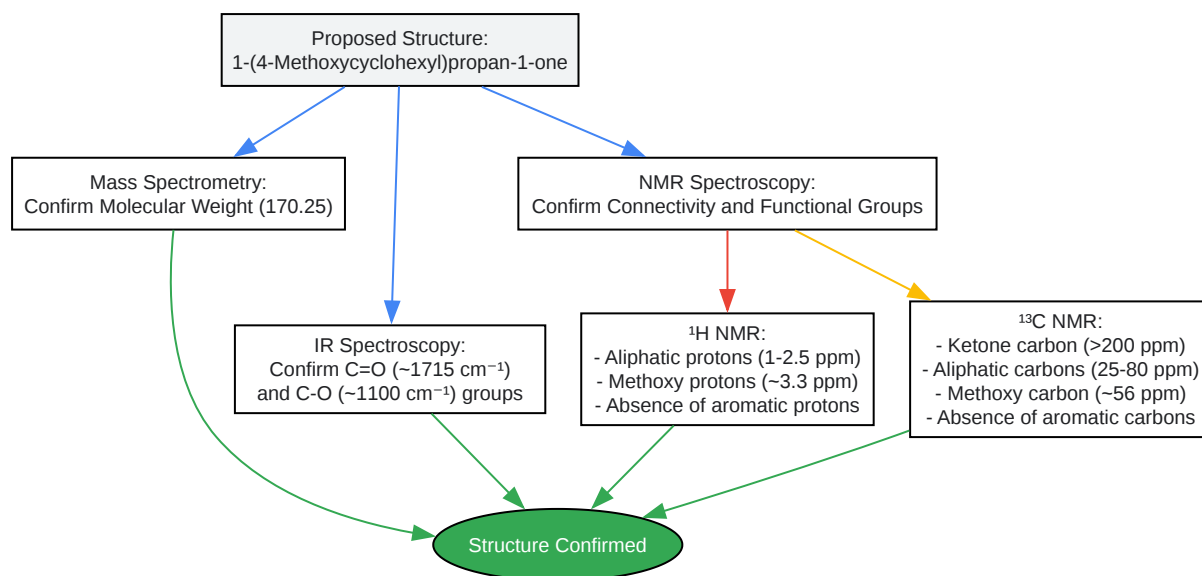 Proposed Structure:
1-(4-Methoxycyclohexyl)propan-1-one
Mass Spectrometry:
Confirm Molecular Weight (170.25)
NMR Spectroscopy:
Confirm Connectivity and Functional Groups
IR Spectroscopy:
Confirm C=O (~1715 cm⁻¹)
and C-O (~1100 cm⁻¹) groups
¹H NMR:
- Aliphatic protons (1-2.5 ppm)
- Methoxy protons (~3.3 ppm)
- Absence of aromatic protons
¹³C NMR:
- Ketone carbon (>200 ppm)
- Aliphatic carbons (25-80 ppm)
- Methoxy carbon (~56 ppm)
- Absence of aromatic carbons
Structure Confirmed